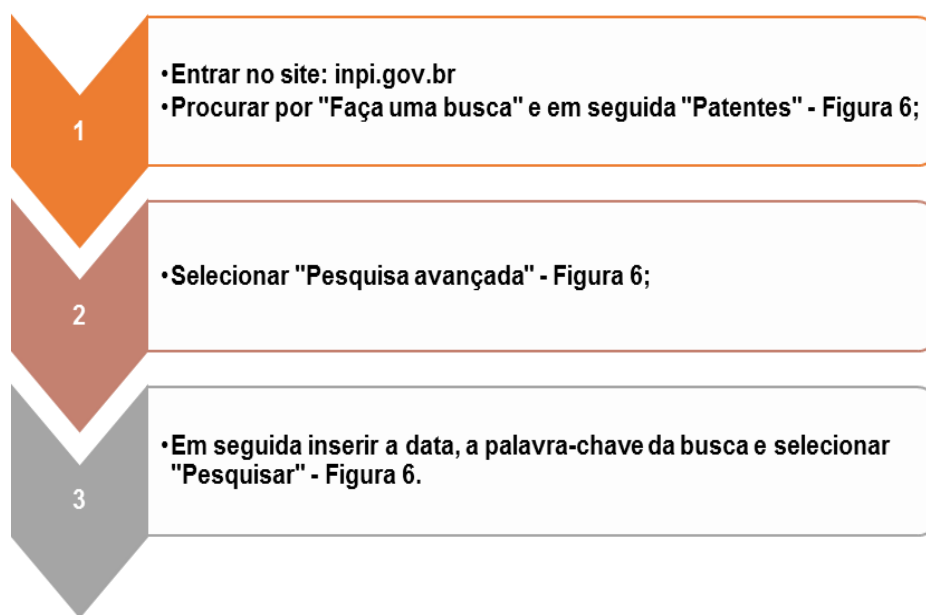 1
•Entrar no site: inpi.gov.br
•Procurar por "Faça uma busca" e em seguida "Patentes" - Figura 6;
2
•Selecionar "Pesquisa avançada" - Figura 6;
3
•Em seguida inserir a data, a palavra-chave da busca e selecionar
"Pesquisar" - Figura 6.